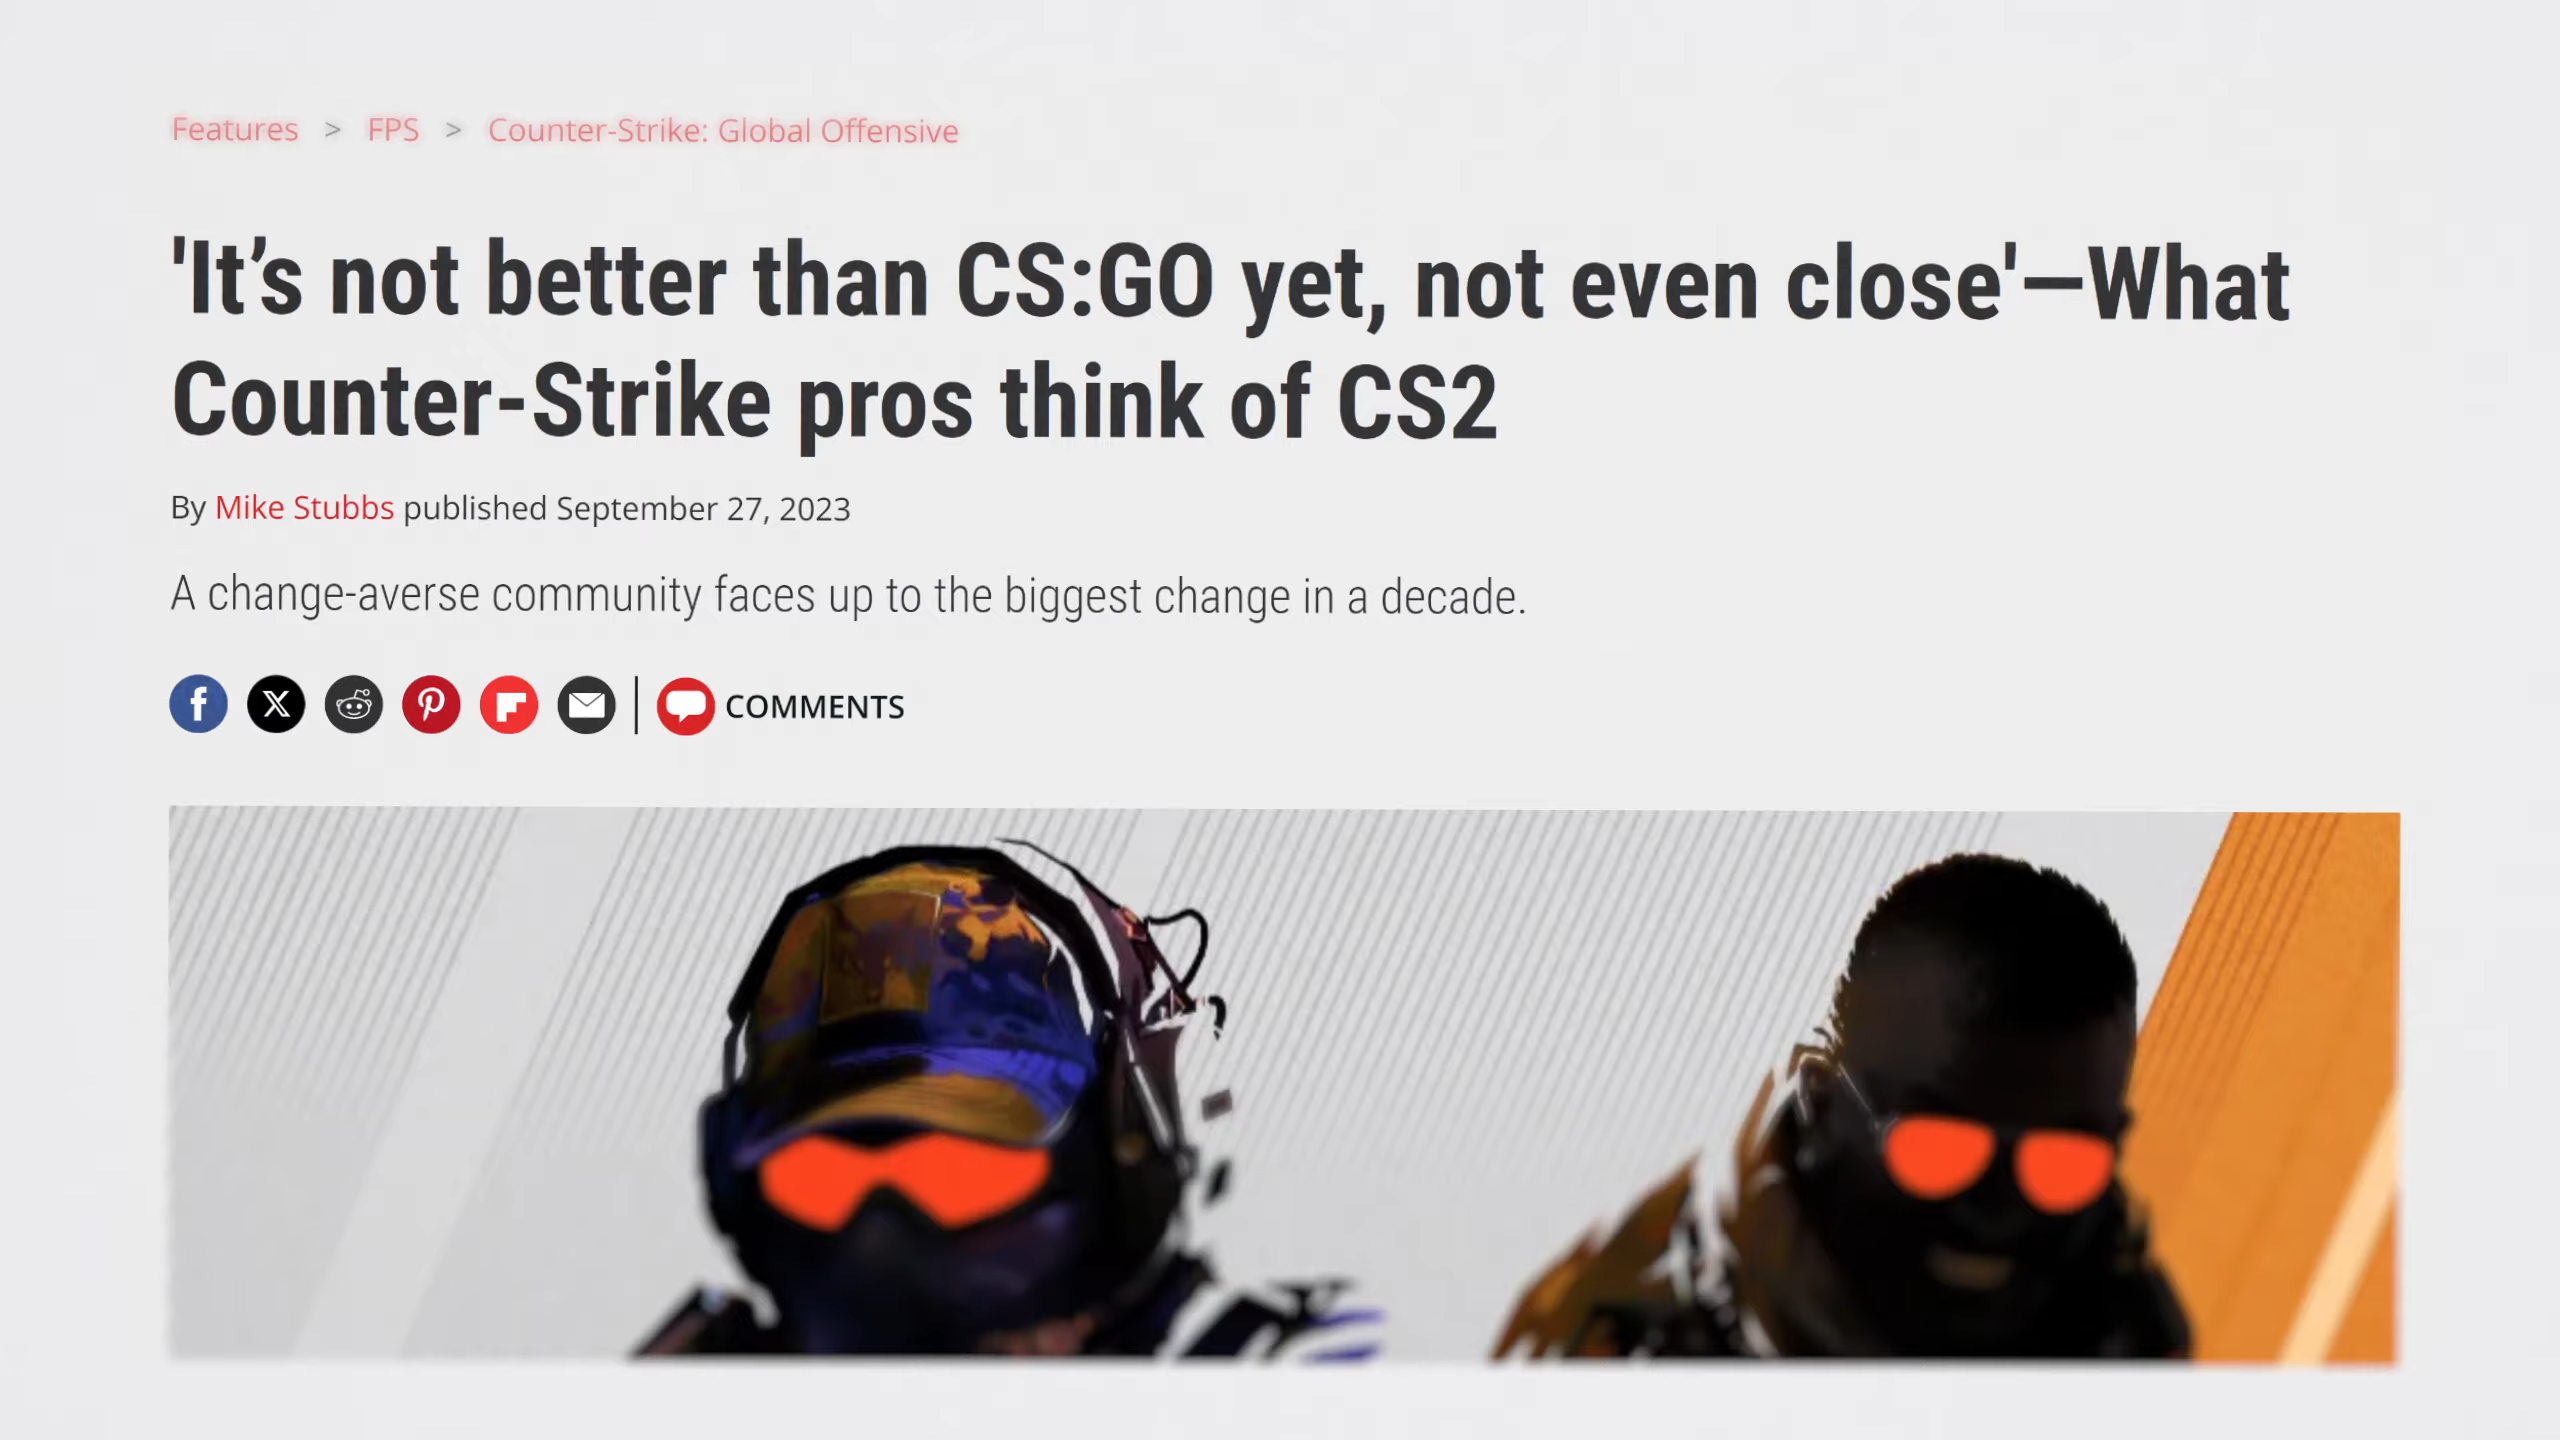 Features > FPS > Counter-Strike: Global Offensive
'It’s not better than CS:GO yet, not even close'—What
Counter-Strike pros think of CS2
By Mike Stubbs published September 27, 2023
A change-averse community faces up to the biggest change in a decade.
COMMENTS